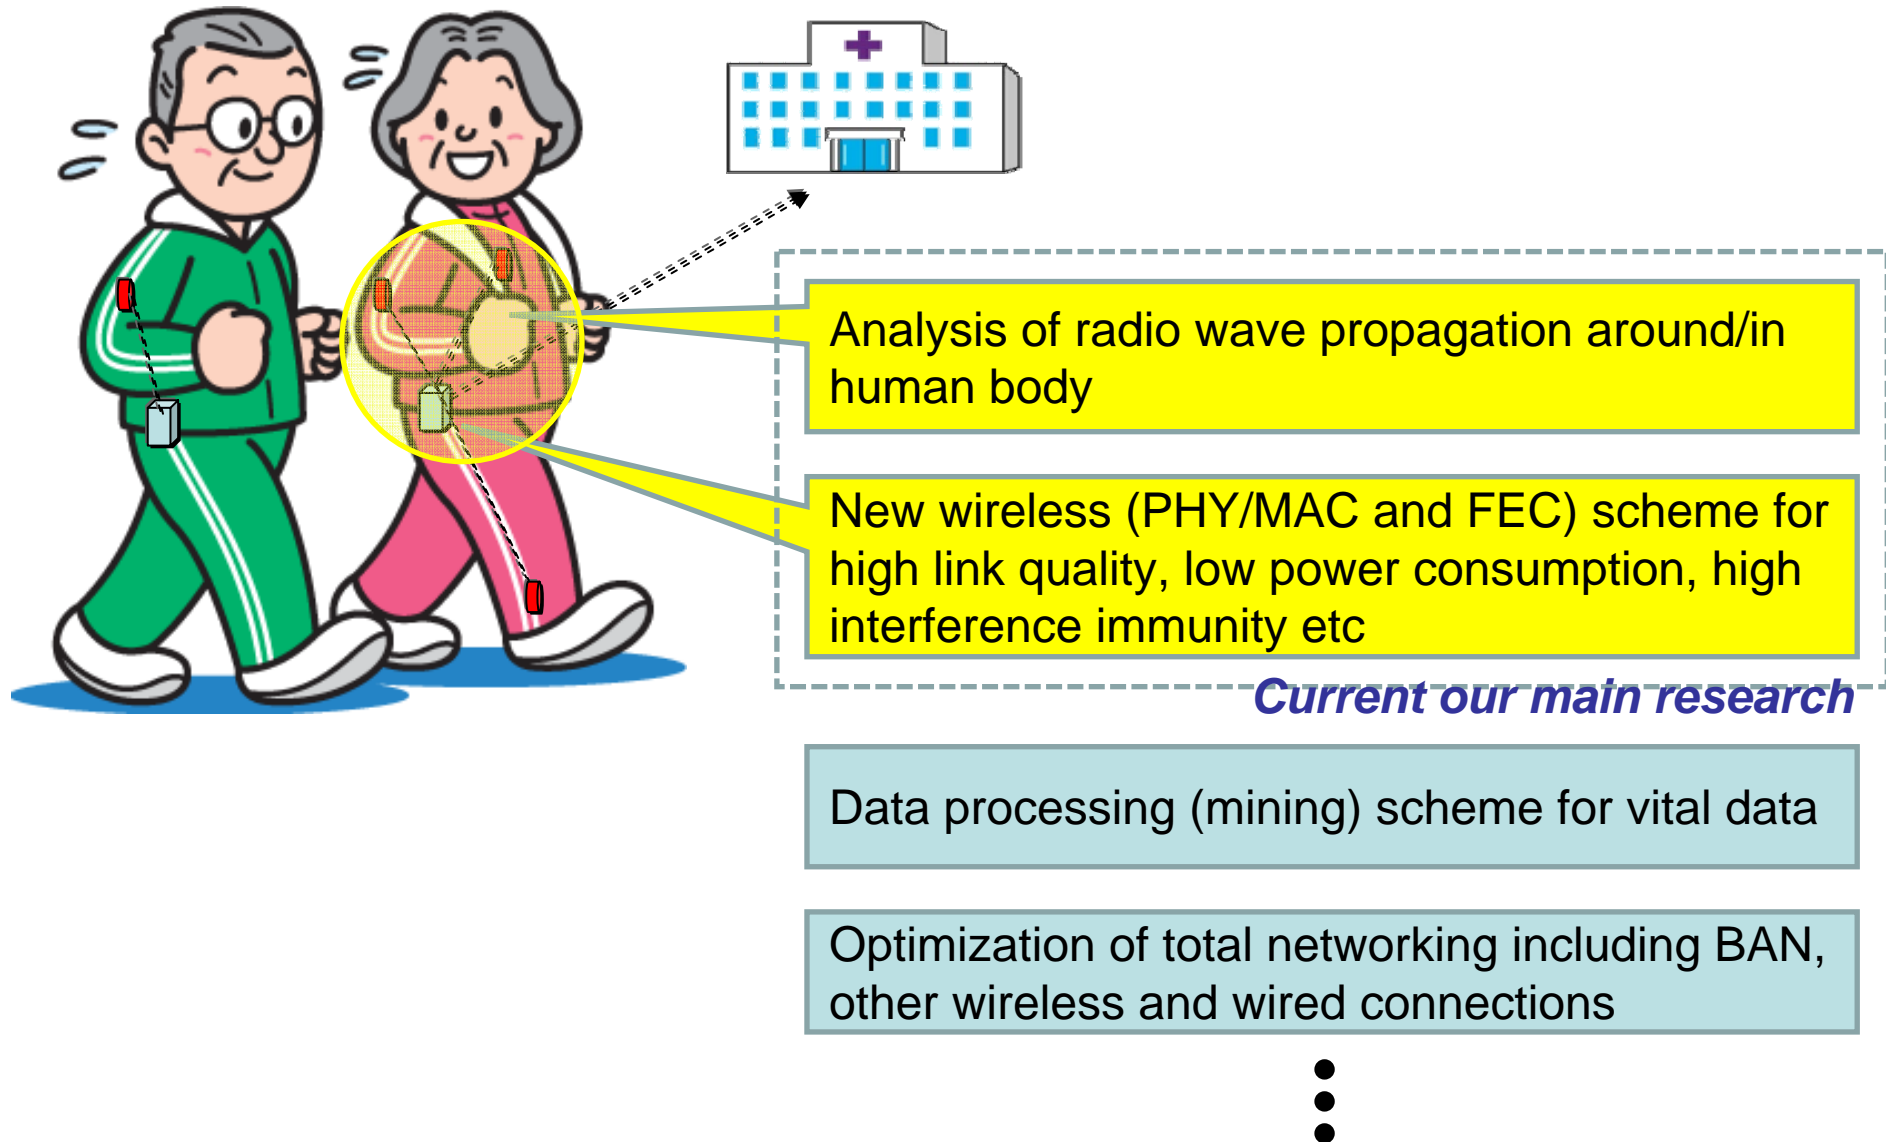 Analysis of radio wave propagation around/in
human body
New wireless (PHY/MAC and FEC) scheme for
high link quality, low power consumption, high
interference immunity etc
Current our main research
Data processing (mining) scheme for vital data
Optimization of total networking including BAN,
other wireless and wired connections